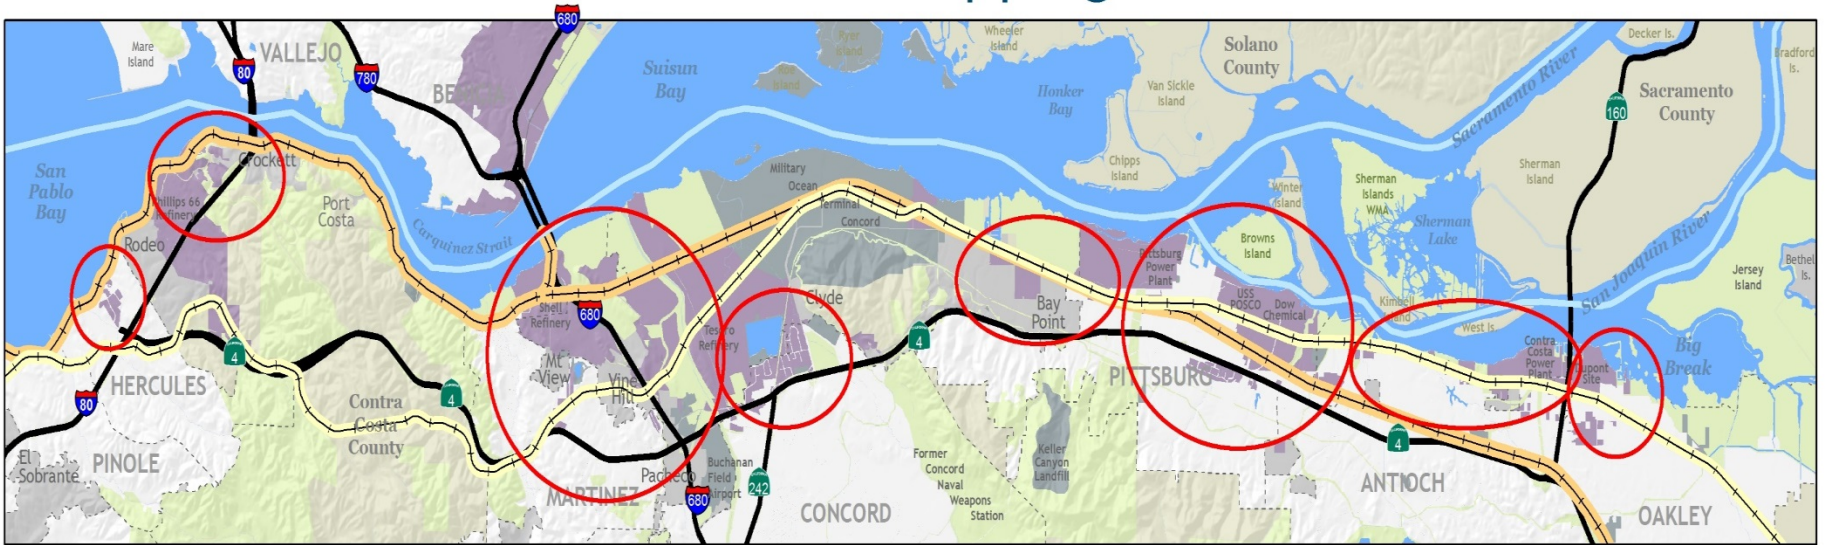 Mare
Island
VALLEJO
80
780
680
Suisun
Bay
Ryer
Island
Roe
Island
Wheeler
Island
Honker
Bay
Van Sickle
Island
Solano
County
Decker Is.
Bradford
Is.
Sacramento River
160
Sacramento
County
San
Pablo
Bay
Crockett
Phillips 66
Refinery
Rodeo
Port
Costa
Carquinez Strait
Military
Ocean
Terminal
Concord
Chipps
Island
Winter
Island
Sherman
Islands
WMA
Sherman
Lake
Sherman
Island
San Joaquin River
Jersey
Island
Bethel
Is.
Browns
Island
Pittsburg
Power
Plant
USS
POSCO
Dow
Chemical
Kimball
Island
West Is.
Big
Break
Contra
Costa
Power
Plant
Dupont
Site
Shell
Refinery
680
Tesoro
Refinery
Clyde
Bay
Point
4
4
4
HERCULES
80
Contra
Costa
County
Mt
View
Vine
Hill
PITTSBURG
El
Sobrante
PINOLE
MARTINEZ
Pacheco
680
Buchanan
Field
Airport
242
CONCORD
Former
Concord
Naval
Weapons
Station
Keller
Canyon
Landfill
4
ANTIOCH
OAKLEY